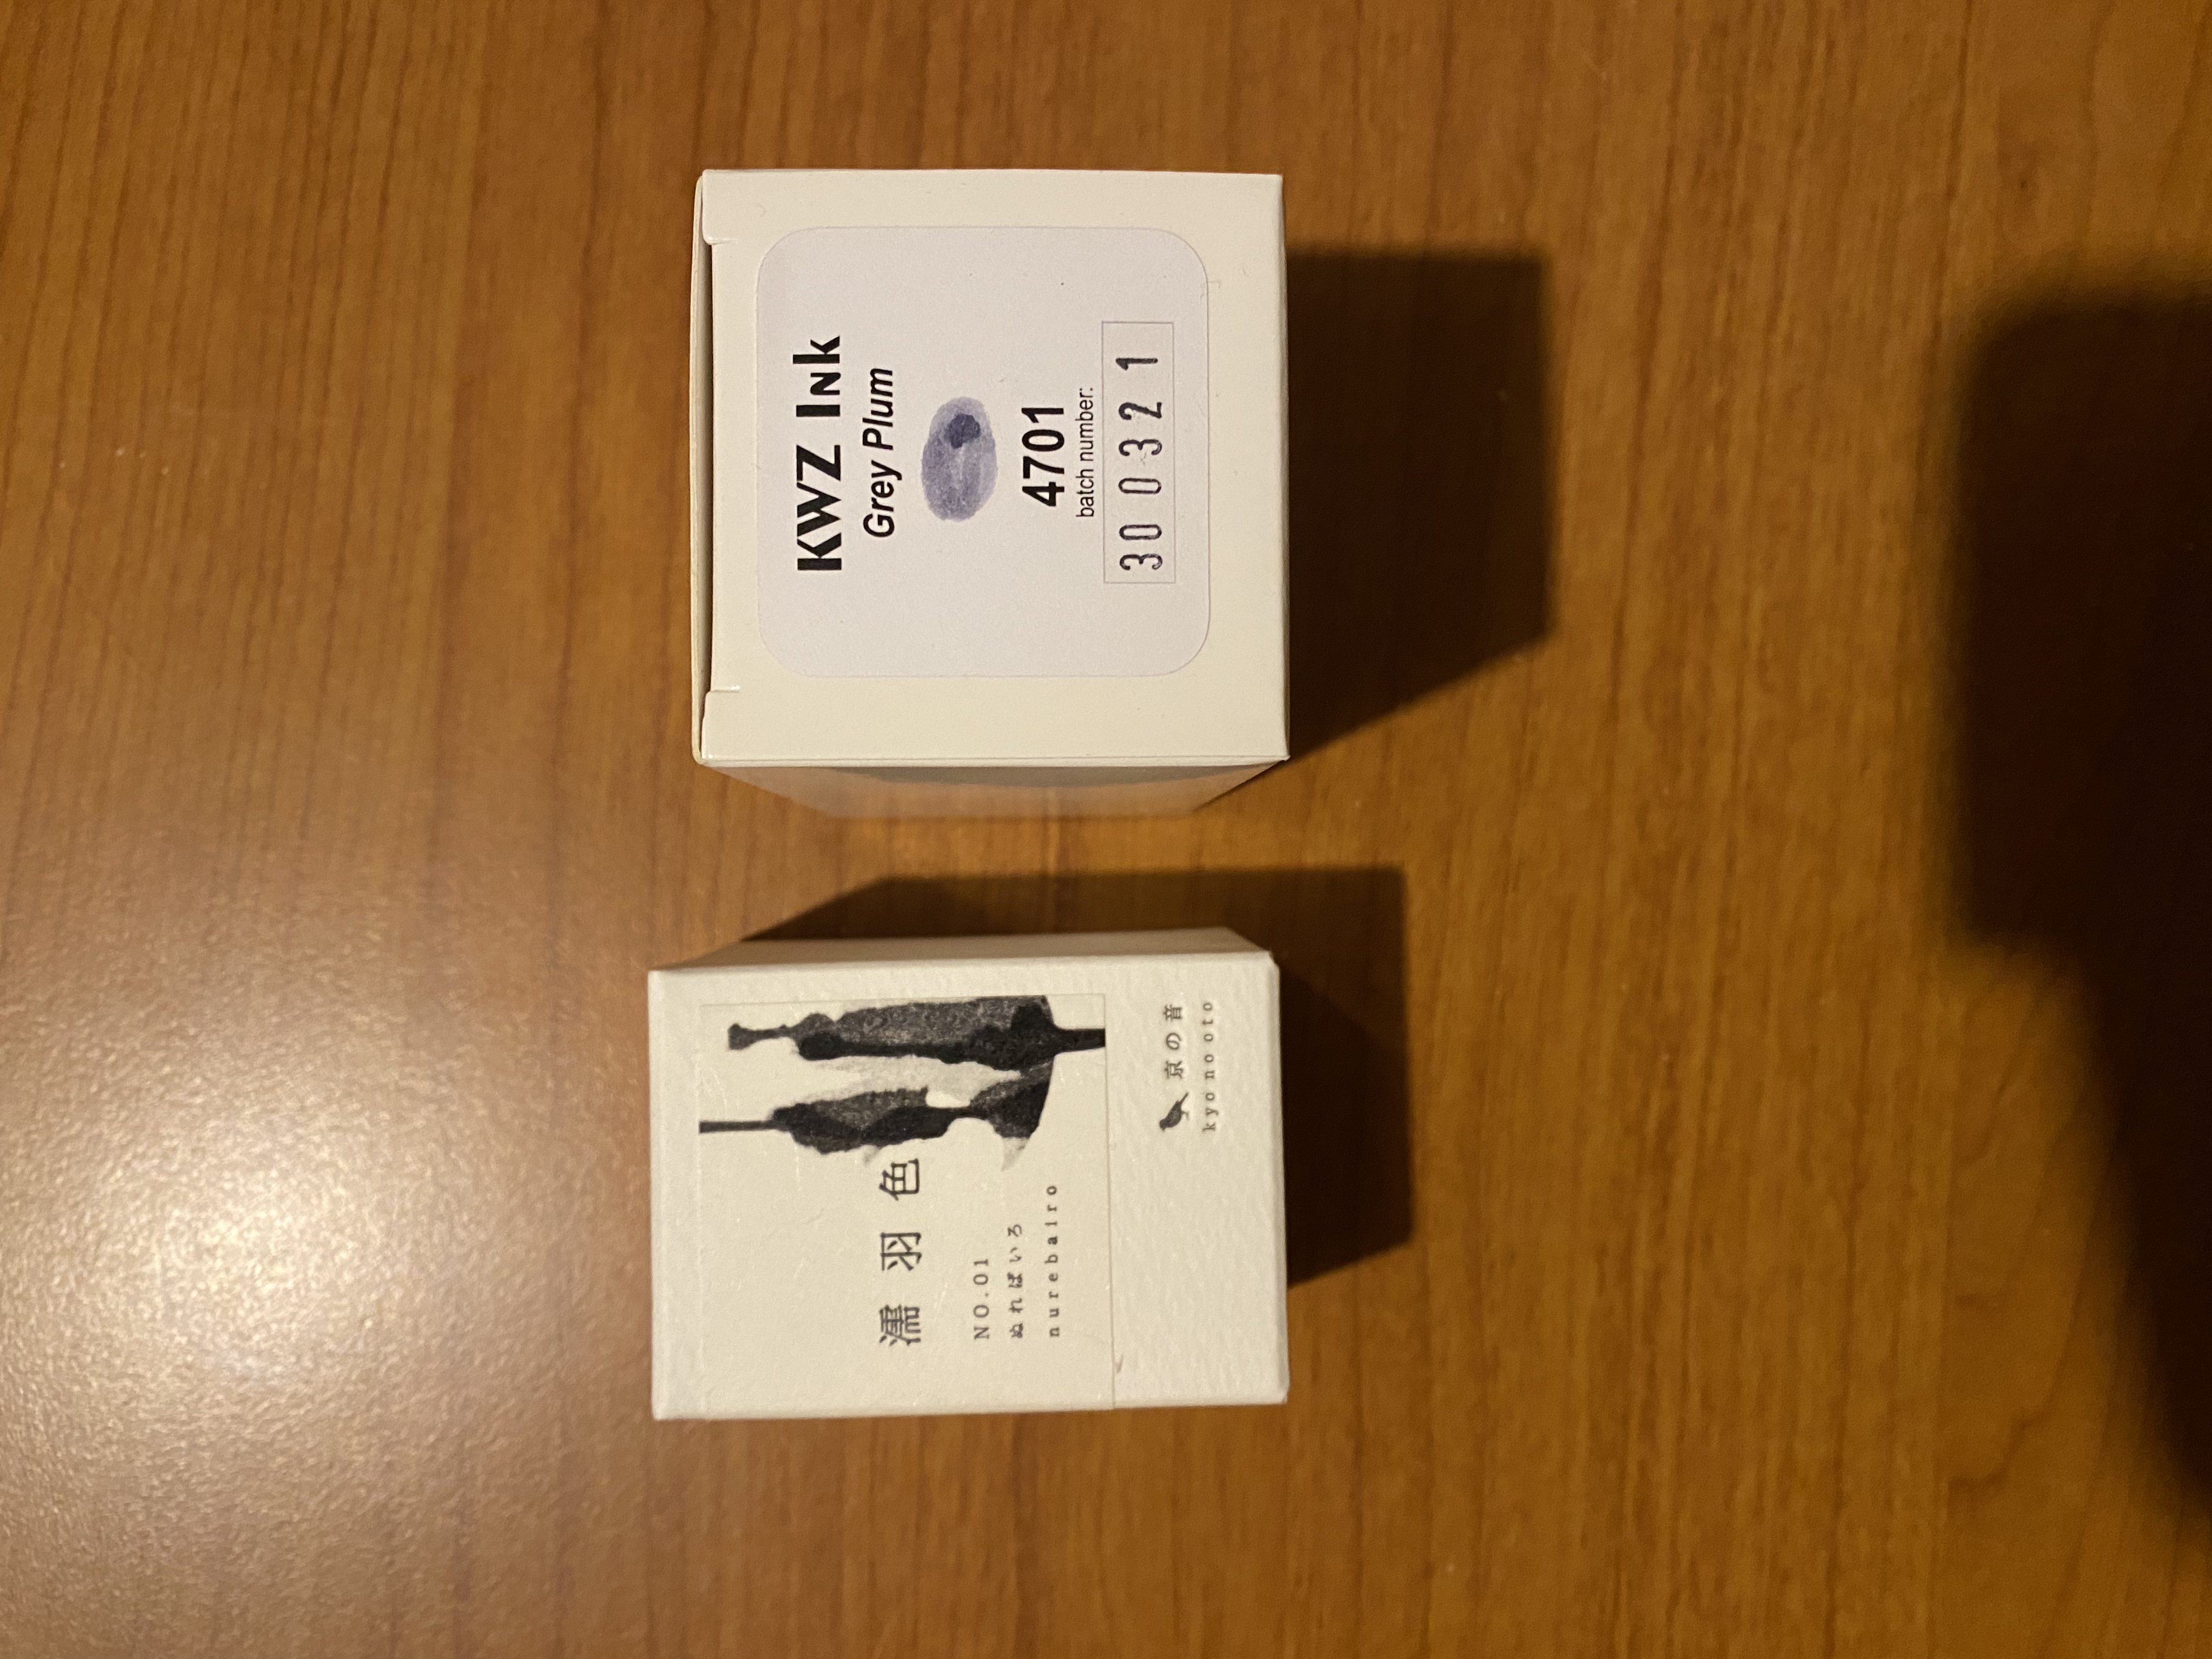 濡羽色
NO.01
ぬればいろ
nurebairo
京の音
kyo no oto
KWZ Ink
Grey Plum
4701
batch number:
300321